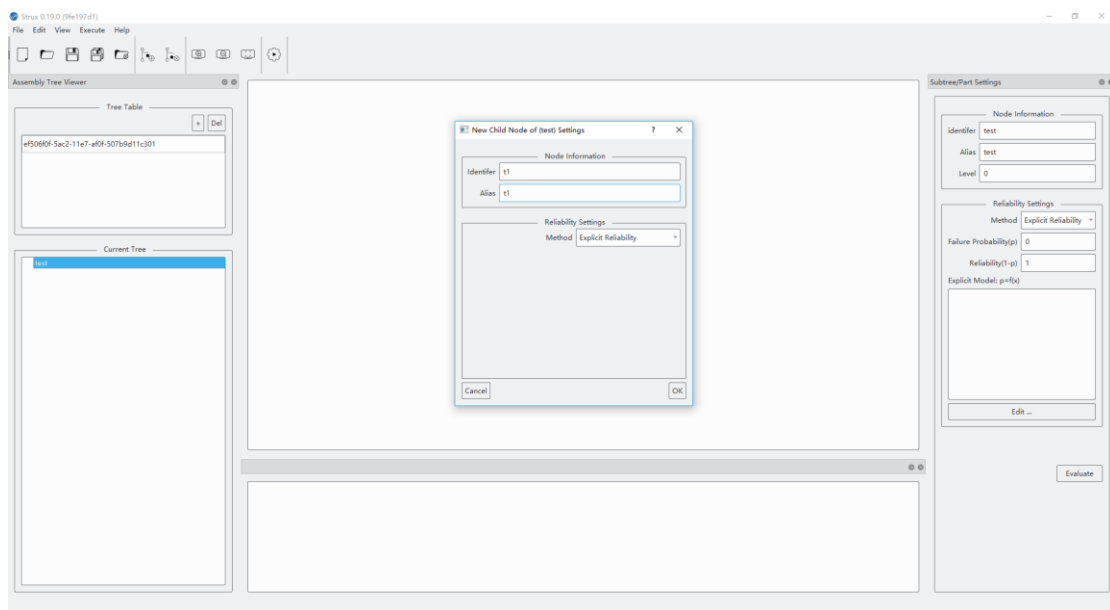 Strux 0.19.0 (9fe197d1)
File Edit View Execute Help
Assembly Tree Viewer
Tree Table
+ Del
ef506f0f-5ac2-11e7-af0f-507b9d11c301
Current Tree
test
New Child Node of (test) Settings ? ×
Node Information
Identifer t1
Alias t1
Reliability Settings
Method Explicit Reliability
Cancel OK
Subtree/Part Settings
Node Information
identifer test
Alias test
Level 0
Reliability Settings
Method Explicit Reliability
Failure Probability(p) 0
Reliability(1-p) 1
Explicit Model: p=f(x)
Edit ...
Evaluate